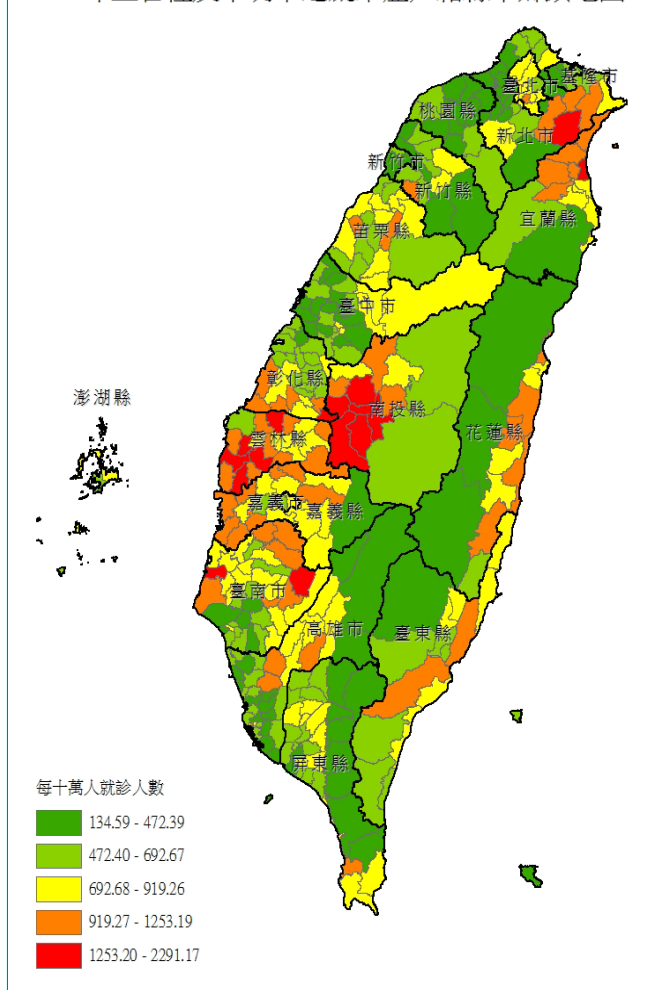 臺北市
基隆市
桃園縣
新北市
新竹市
新竹縣
宜蘭縣
苗栗縣
臺中市
彰化縣
澎湖縣
南投縣
雲林縣
花蓮縣
嘉義市
嘉義縣
臺南市
高雄市
臺東縣
屏東縣
每十萬人就診人數
134.59 - 472.39
472.40 - 692.67
692.68 - 919.26
919.27 - 1253.19
1253.20 - 2291.17